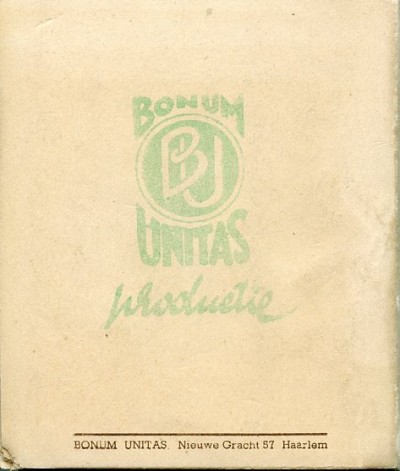 BONUM
BU
UNITAS
productie
BONUM UNITAS. Nieuwe Gracht 57 Haarlem